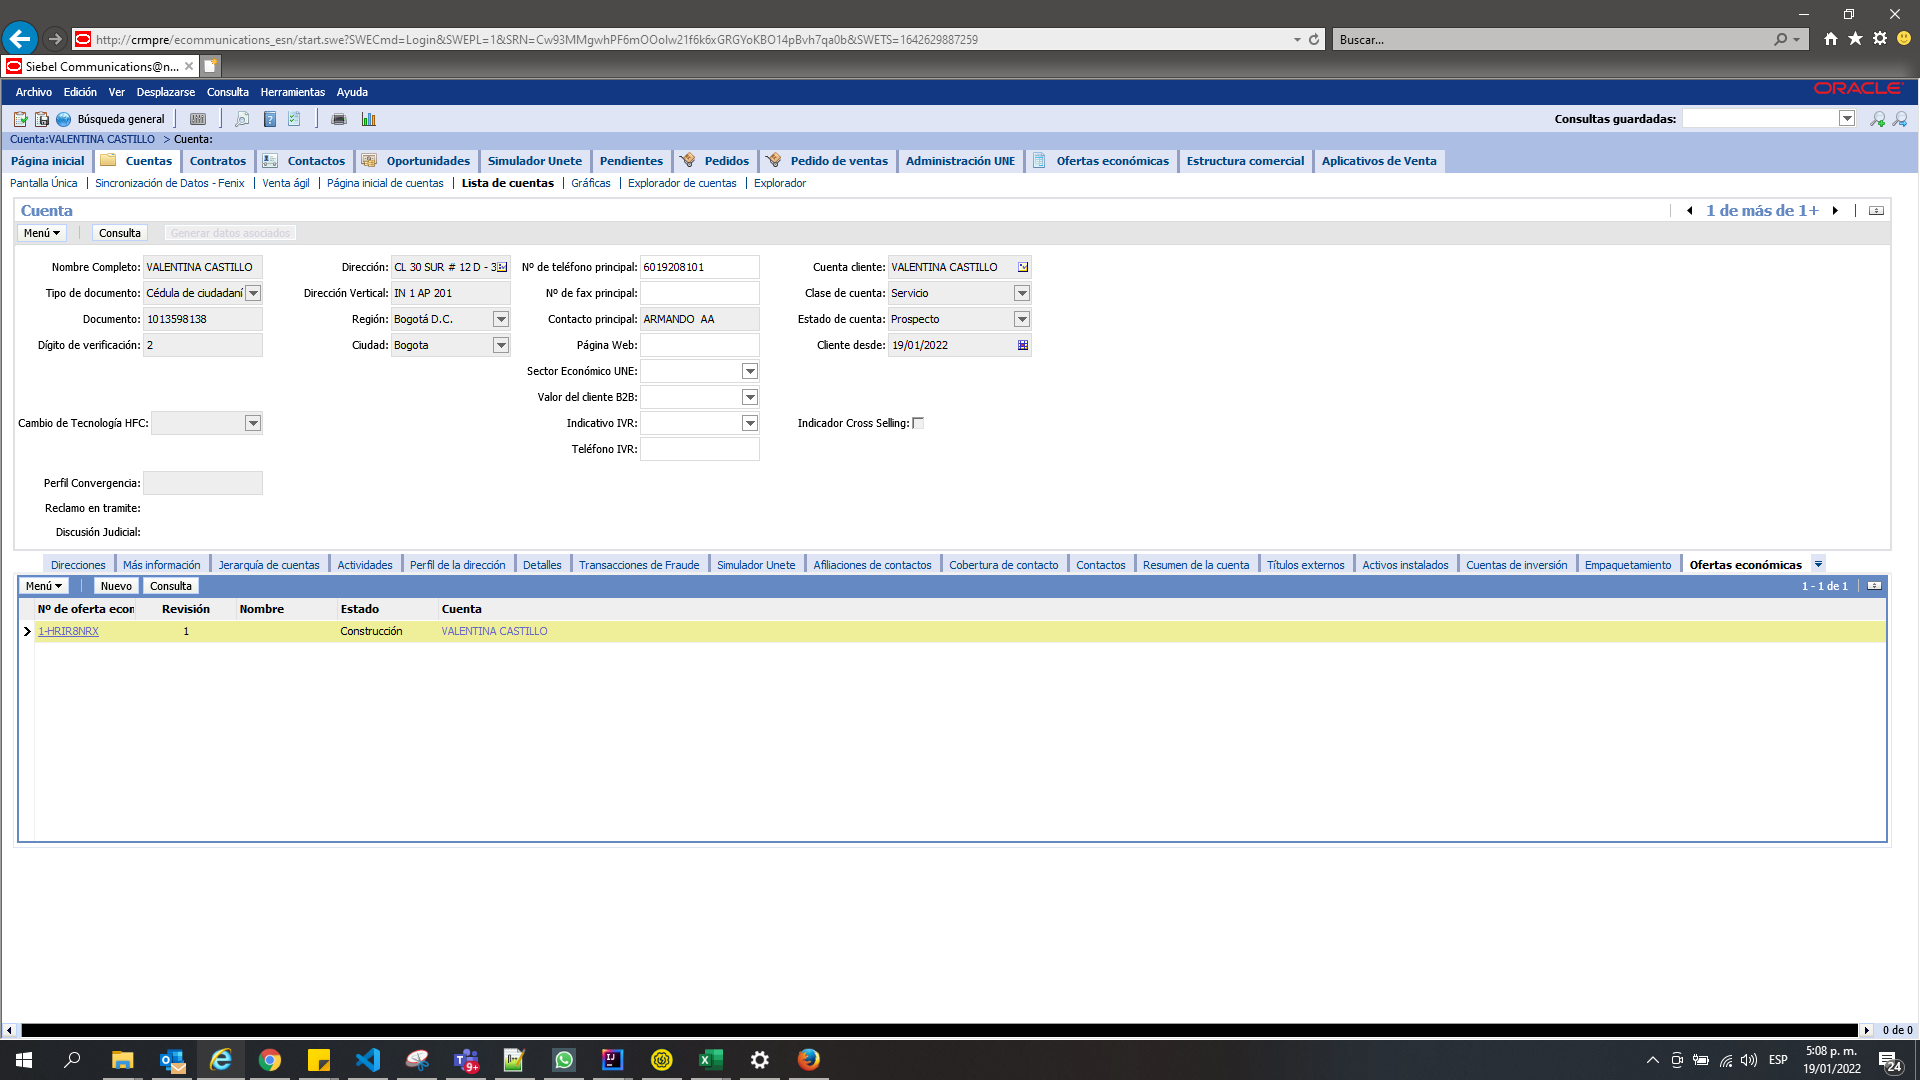 http://crmpre/ecommunications_esn/start.swe?SWECmd=Login&SWEPL=1&SRN=Cw93MMgwhPF6mOOolw21f6k6xGRGYoKBO14pBvh7qa0b&SWETS=1642629887259
Buscar...
Siebel Communications@n...
Archivo Edición Ver Desplazarse Consulta Herramientas Ayuda
ORACLE
Búsqueda general
Consultas guardadas:
Cuenta:VALENTINA CASTILLO > Cuenta:
Página inicial Cuentas Contratos Contactos Oportunidades Simulador Unete Pendientes Pedidos Pedido de ventas Administración UNE Ofertas económicas Estructura comercial Aplicativos de Venta
Pantalla Única Sincronización de Datos - Fenix Venta ágil Página inicial de cuentas Lista de cuentas Gráficas Explorador de cuentas Explorador
Cuenta
1 de más de 1+
Menú Consulta Generar datos asociados
Nombre Completo: VALENTINA CASTILLO Dirección: CL 30 SUR # 12 D - 3 Nº de teléfono principal: 6019208101 Cuenta cliente: VALENTINA CASTILLO
Tipo de documento: Cédula de ciudadaní Dirección Vertical: IN 1 AP 201 Nº de fax principal: Clase de cuenta: Servicio
Documento: 1013598138 Región: Bogotá D.C. Contacto principal: ARMANDO AA Estado de cuenta: Prospecto
Dígito de verificación: 2 Ciudad: Bogota Página Web: Cliente desde: 19/01/2022
Sector Económico UNE:
Valor del cliente B2B:
Cambio de Tecnología HFC: Indicativo IVR: Indicador Cross Selling:
Teléfono IVR:
Perfil Convergencia:
Reclamo en tramite:
Discusión Judicial:
Direcciones Más información Jerarquía de cuentas Actividades Perfil de la dirección Detalles Transacciones de Fraude Simulador Unete Afiliaciones de contactos Cobertura de contacto Contactos Resumen de la cuenta Títulos externos Activos instalados Cuentas de inversión Empaquetamiento Ofertas económicas
Menú Nuevo Consulta 1 - 1 de 1
Nº de oferta econ Revisión Nombre Estado Cuenta
1-HRIR8NRX 1 Construcción VALENTINA CASTILLO
0 de 0
ESP
5:08 p. m.
19/01/2022
9+
24